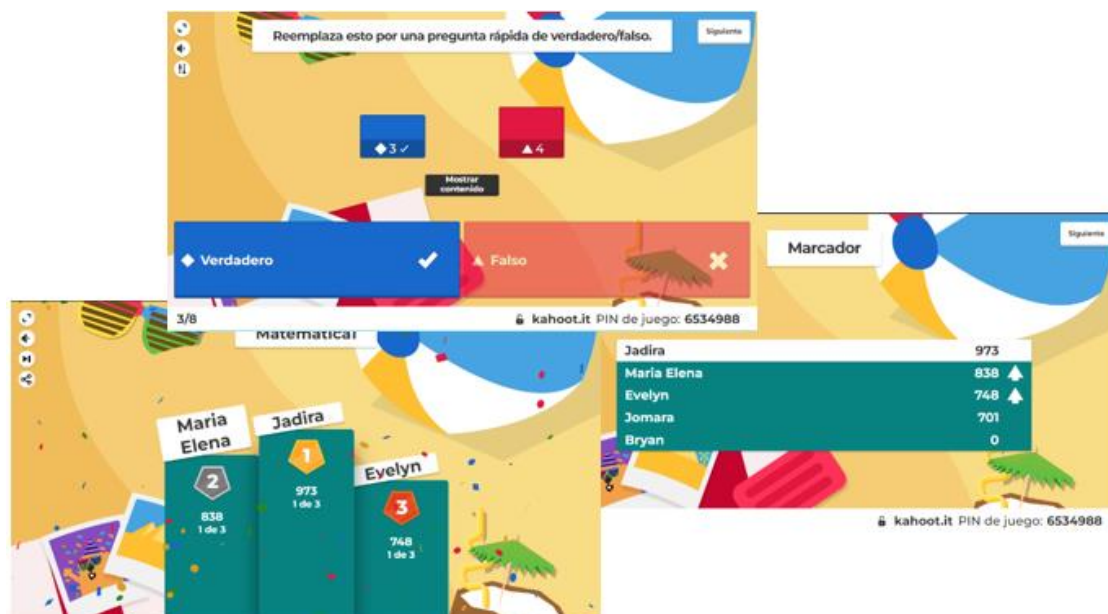 Reemplaza esto por una pregunta rápida de verdadero/falso.
Siguiente
3
4
Mostrar
contenido
Verdadero
Falso
3/8
kahoot.it PIN de juego: 6534988
Matematical
Maria
Elena
2
838
1 de 3
Jadira
1
973
1 de 3
Evelyn
3
748
1 de 3
Marcador
Siguiente
Jadira 973
Maria Elena 838
Evelyn 748
Jomara 701
Bryan 0
kahoot.it PIN de juego: 6534988